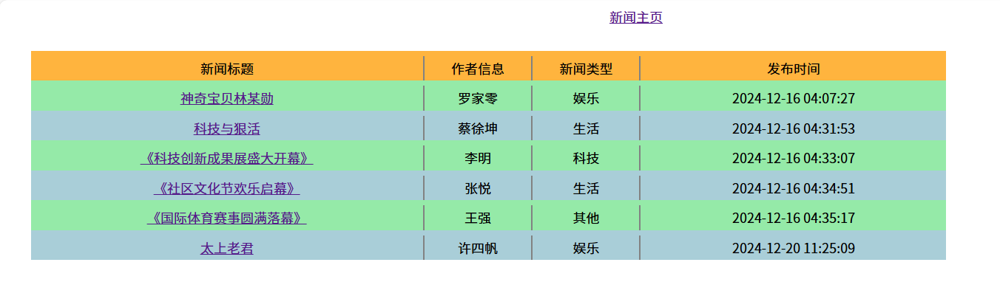 新闻主页
新闻标题 作者信息 新闻类型 发布时间
神奇宝贝林某勋 罗家零 娱乐 2024-12-16 04:07:27
科技与狠活 蔡徐坤 生活 2024-12-16 04:31:53
《科技创新成果展盛大开幕》 李明 科技 2024-12-16 04:33:07
《社区文化节欢乐启幕》 张悦 生活 2024-12-16 04:34:51
《国际体育赛事圆满落幕》 王强 其他 2024-12-16 04:35:17
太上老君 许四帆 娱乐 2024-12-20 11:25:09